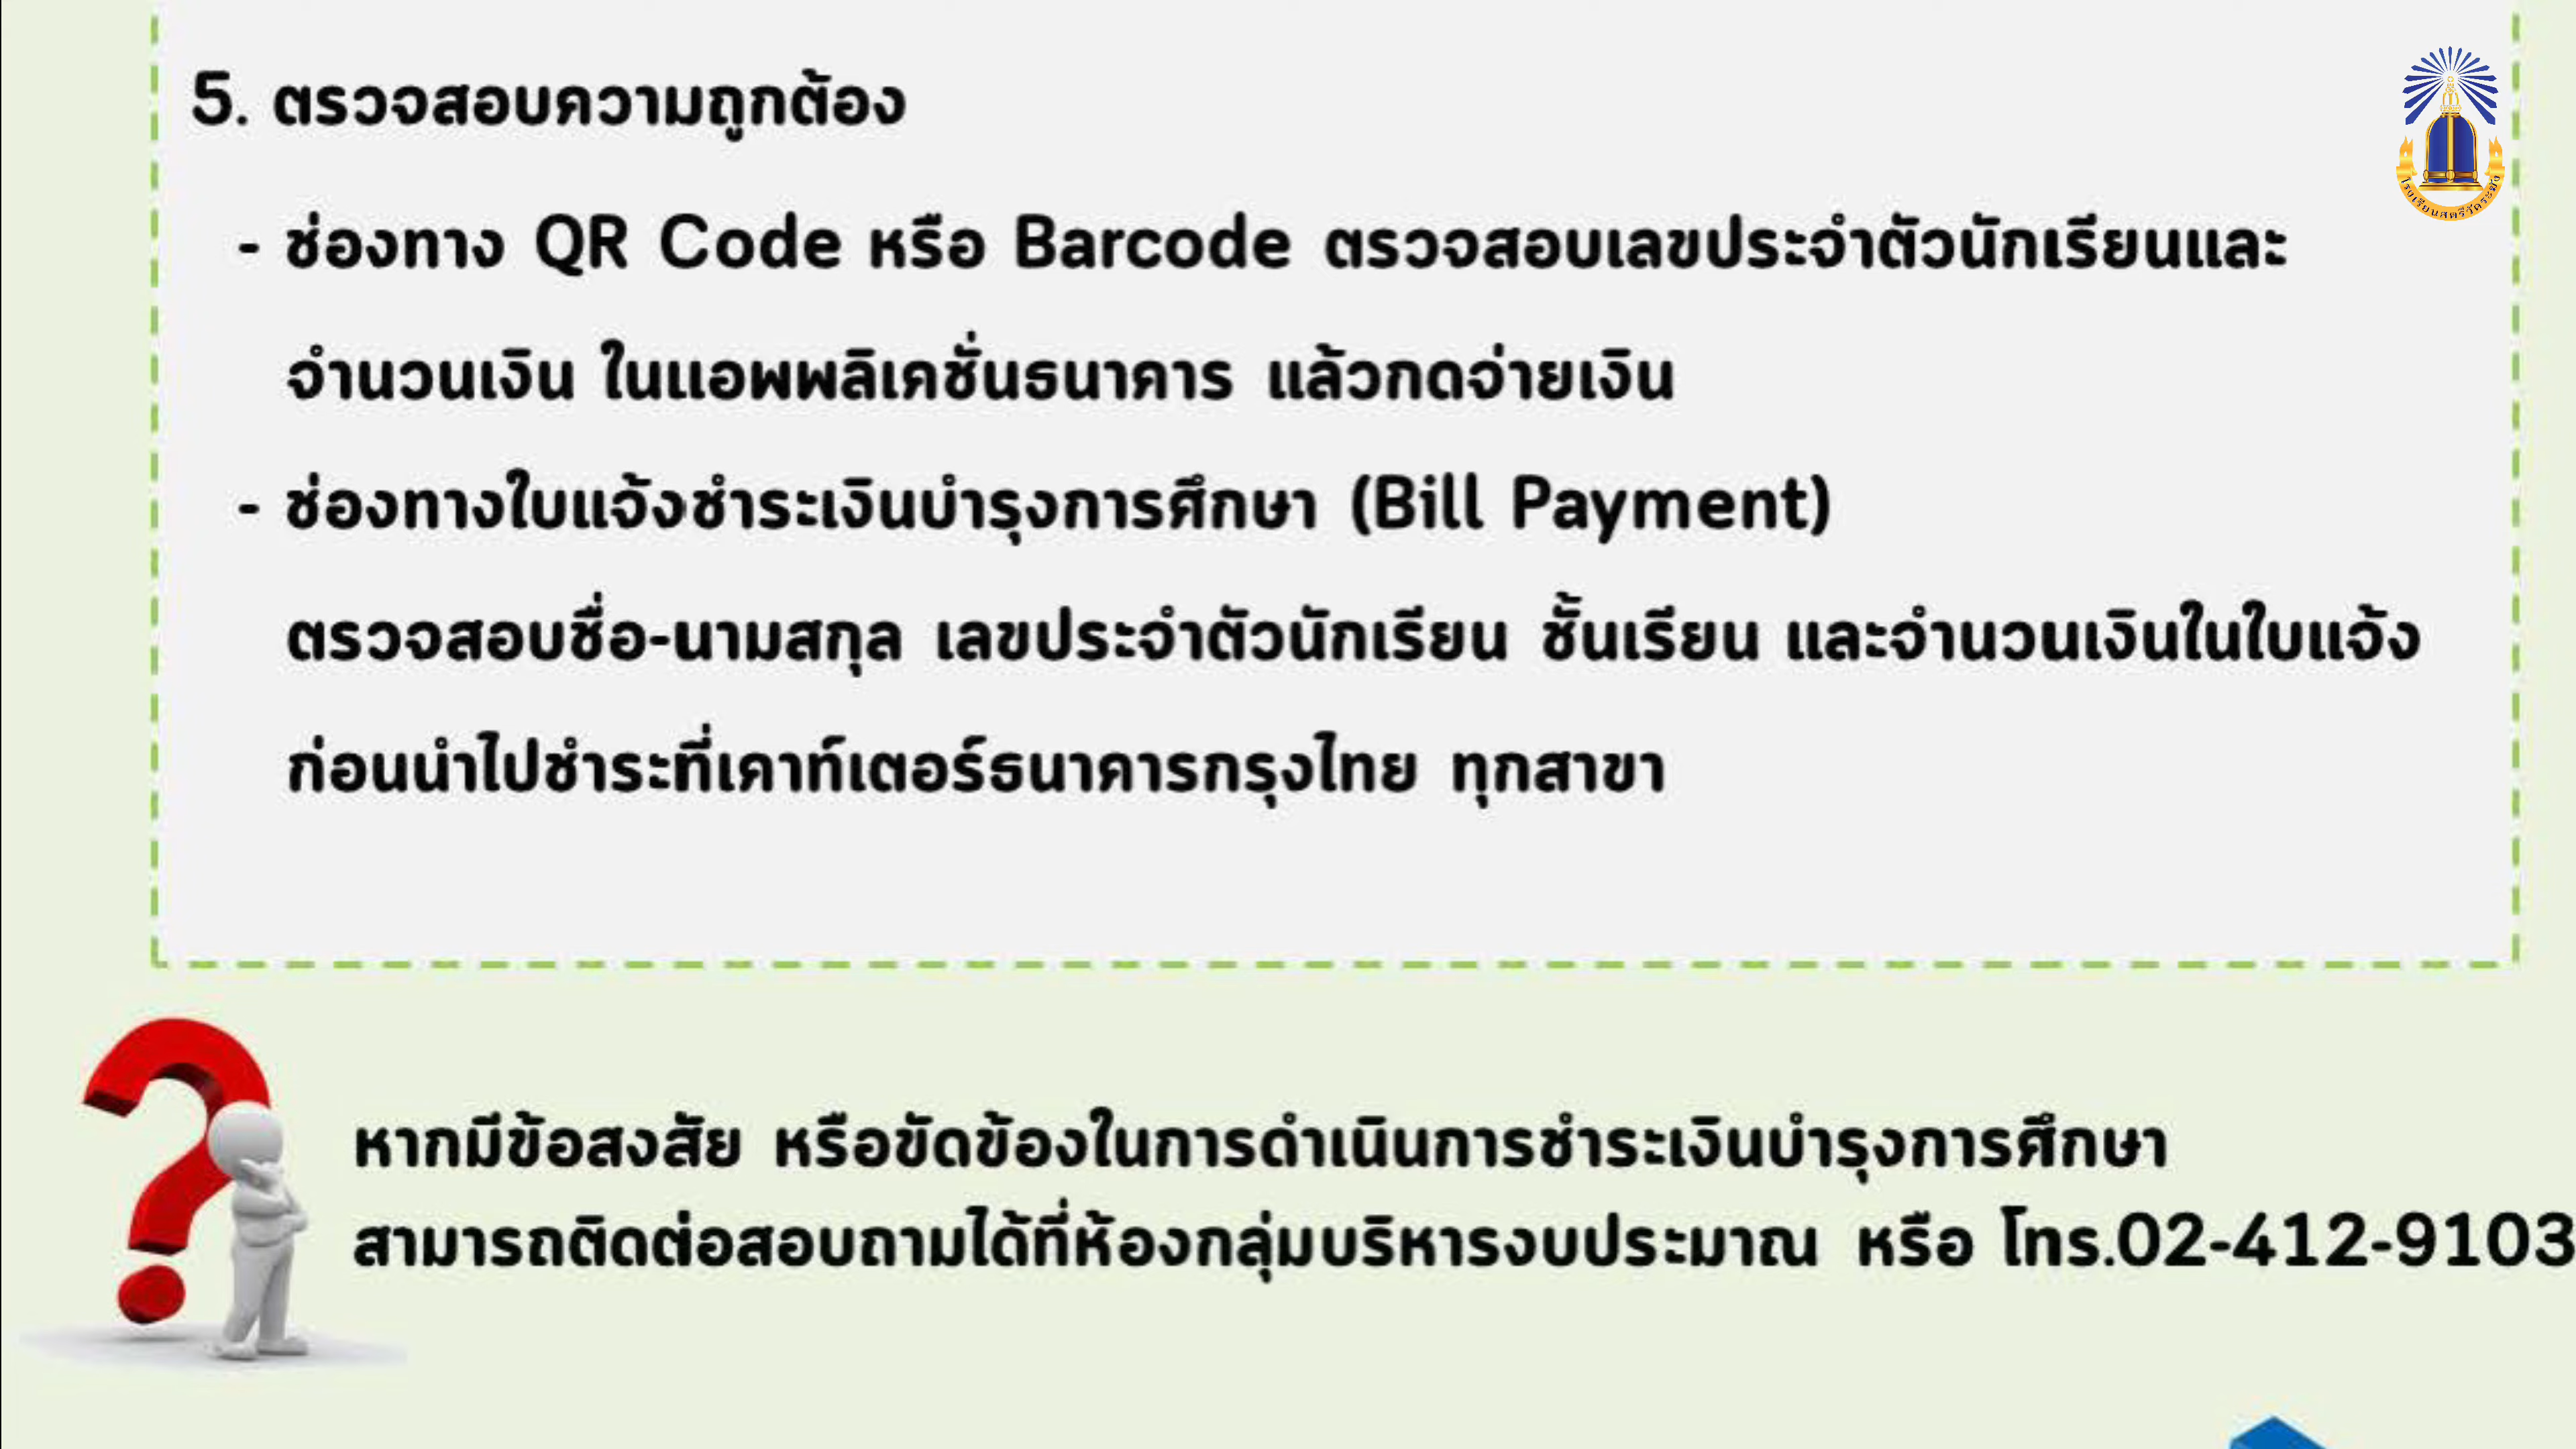 5. ตรวจสอบความถูกต้อง
- ช่องทาง QR Code หรือ Barcode ตรวจสอบเลขประจำตัวนักเรียนและ
จำนวนเงิน ในแอพพลิเคชั่นธนาคาร แล้วกดจ่ายเงิน
- ช่องทางใบแจ้งชำระเงินบำรุงการศึกษา (Bill Payment)
ตรวจสอบชื่อ-นามสกุล เลขประจำตัวนักเรียน ชั้นเรียน และจำนวนเงินในใบแจ้ง
ก่อนนำไปชำระที่เคาท์เตอร์ธนาคารกรุงไทย ทุกสาขา
หากมีข้อสงสัย หรือขัดข้องในการดำเนินการชำระเงินบำรุงการศึกษา
สามารถติดต่อสอบถามได้ที่ห้องกลุ่มบริหารงบประมาณ หรือ โทร.02-412-9103
โรงเรียนสตรีวัดระฆัง